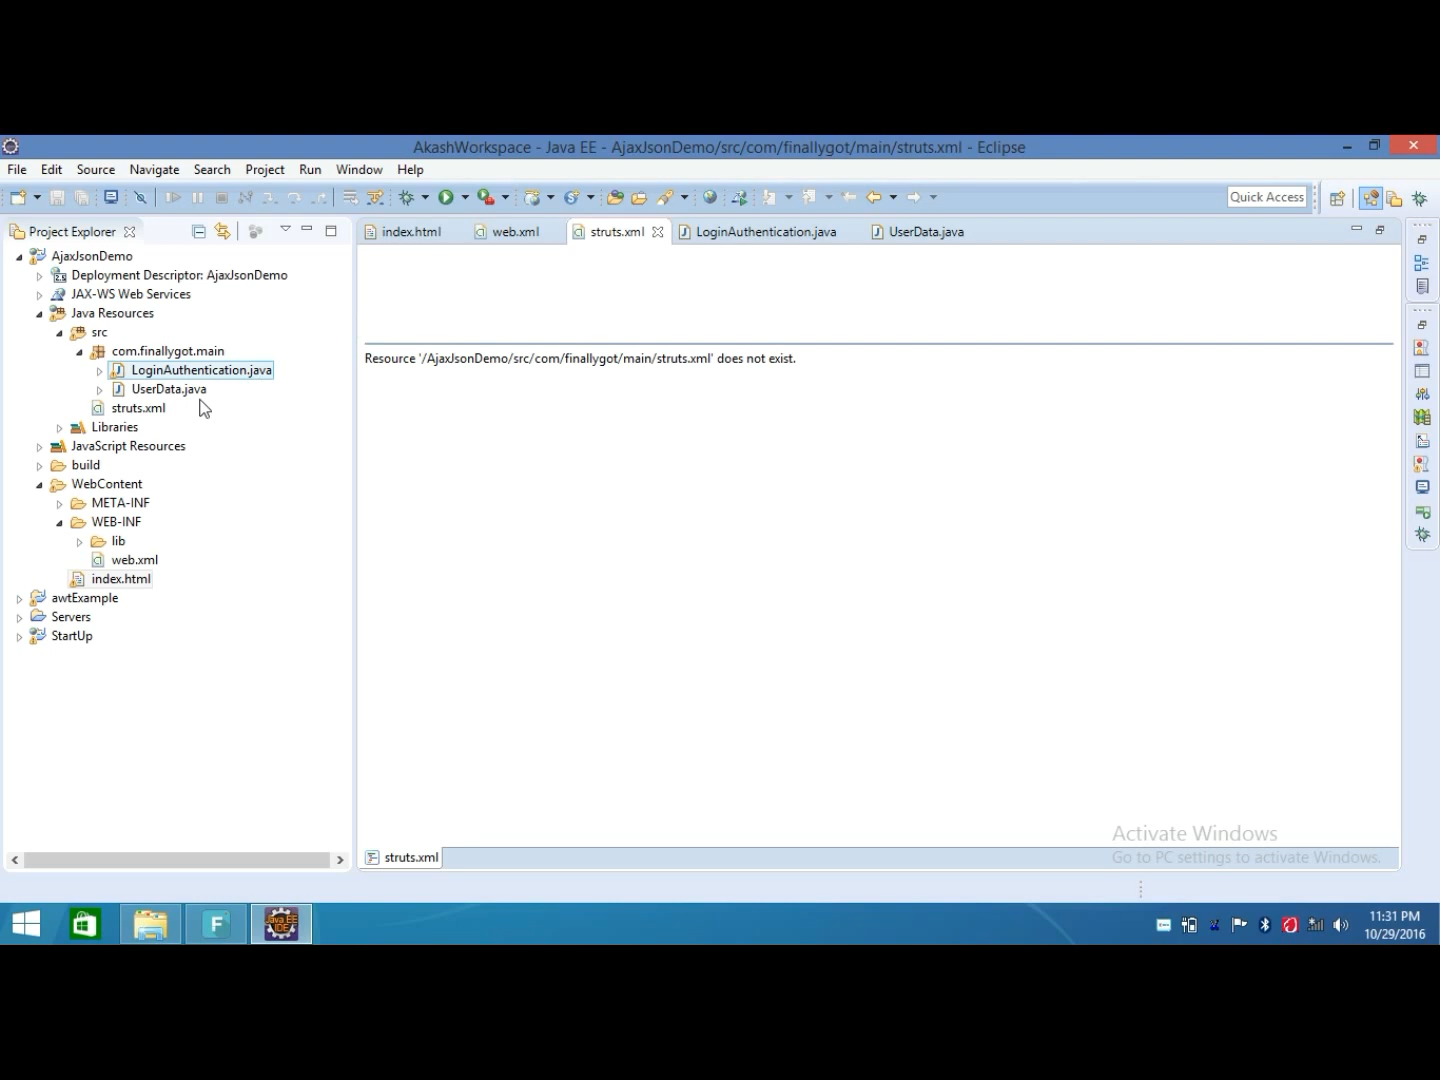 AkashWorkspace - Java EE - AjaxJsonDemo/src/com/finallygot/main/struts.xml - Eclipse
File Edit Source Navigate Search Project Run Window Help
Quick Access
Project Explorer
index.html web.xml struts.xml LoginAuthentication.java UserData.java
AjaxJsonDemo
Deployment Descriptor: AjaxJsonDemo
JAX-WS Web Services
Java Resources
src
com.finallygot.main
LoginAuthentication.java
UserData.java
struts.xml
Libraries
JavaScript Resources
build
WebContent
META-INF
WEB-INF
lib
web.xml
index.html
awtExample
Servers
StartUp
Resource '/AjaxJsonDemo/src/com/finallygot/main/struts.xml' does not exist.
Activate Windows
Go to PC settings to activate Windows.
struts.xml
F
Java EE
IDE
11:31 PM
10/29/2016